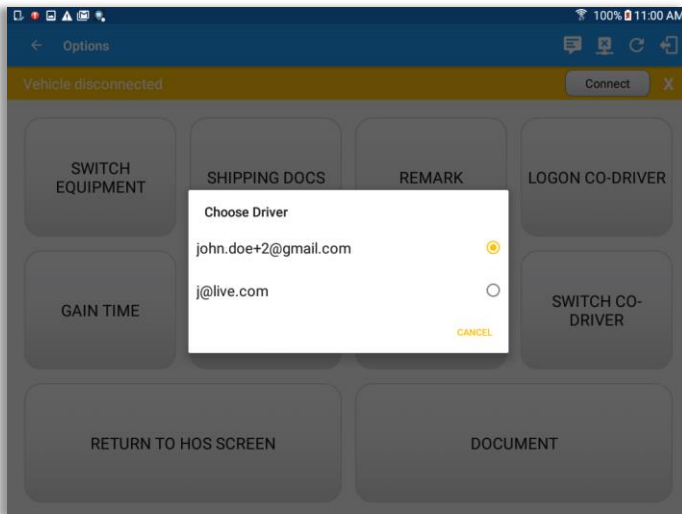 100% 11:00 AM
Options
Vehicle disconnected
Connect
X
SWITCH
EQUIPMENT
SHIPPING DOCS
REMARK
LOGON CO-DRIVER
Choose Driver
john.doe+2@gmail.com
j@live.com
CANCEL
GAIN TIME
SWITCH CO-
DRIVER
RETURN TO HOS SCREEN
DOCUMENT